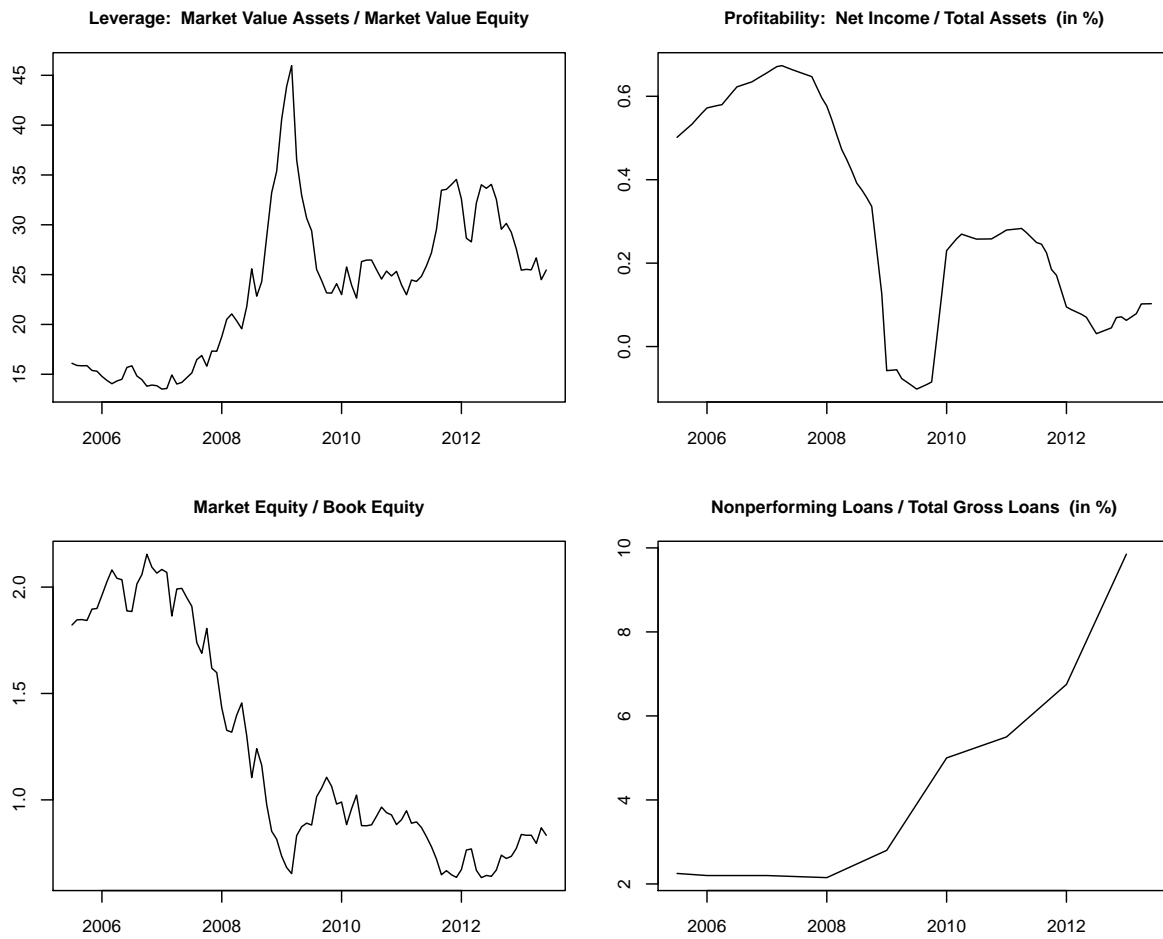 Leverage: Market Value Assets / Market Value Equity
45
40
35
30
25
20
15
2006 2008 2010 2012
Profitability: Net Income / Total Assets (in %)
0.6
0.4
0.2
0.0
2006 2008 2010 2012
Market Equity / Book Equity
2.0
1.5
1.0
2006 2008 2010 2012
Nonperforming Loans / Total Gross Loans (in %)
10
8
6
4
2
2006 2008 2010 2012